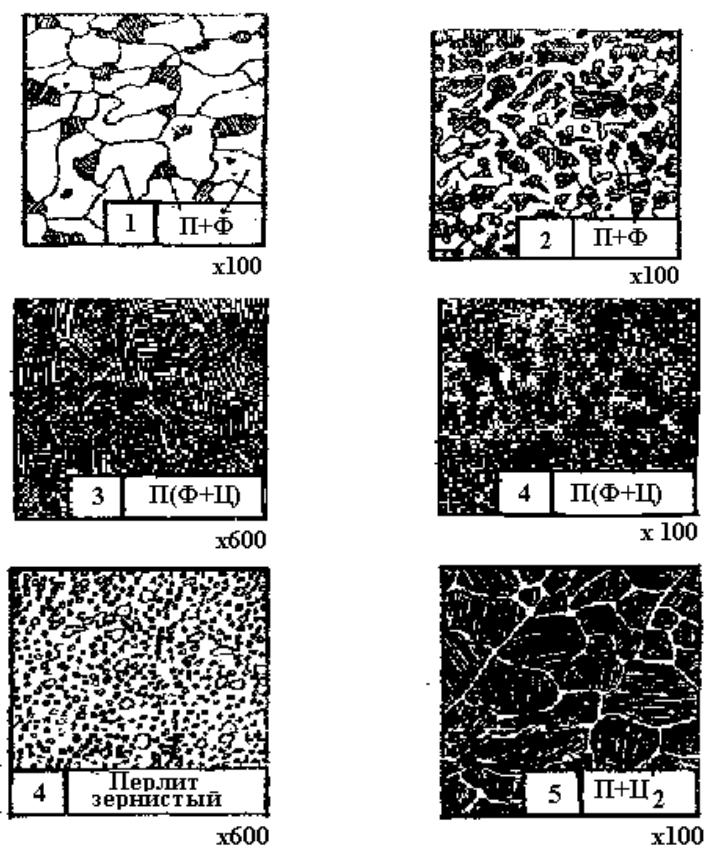 1 П+Ф
x100
2 П+Ф
x100
3 П(Ф+Ц)
x600
4 П(Ф+Ц)
x 100
4 Перлит
зернистый
x600
5 П+Ц2
x100